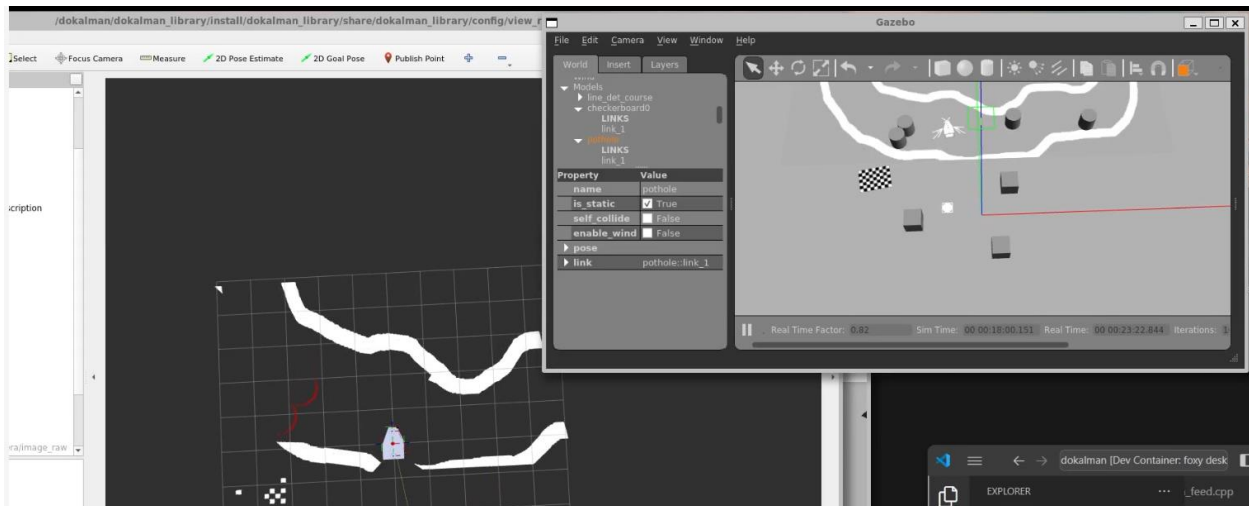 /dokalman/dokalman_library/install/dokalman_library/share/dokalman_library/config/view_r
Select Focus Camera Measure 2D Pose Estimate 2D Goal Pose Publish Point
scription
era/image_raw
Gazebo
File Edit Camera View Window Help
World Insert Layers
Models
line_det_course
checkerboard0
LINKS
link_1
LINKS
link_1
Property Value
name pothole
is_static True
self_collide False
enable_wind False
pose
link pothole::link_1
Real Time Factor: 0.82 Sim Time: 00 00:18:00.151 Real Time: 00 00:23:22.844 Iterations:
dokalman [Dev Container: foxy desk
EXPLORER ··· _feed.cpp